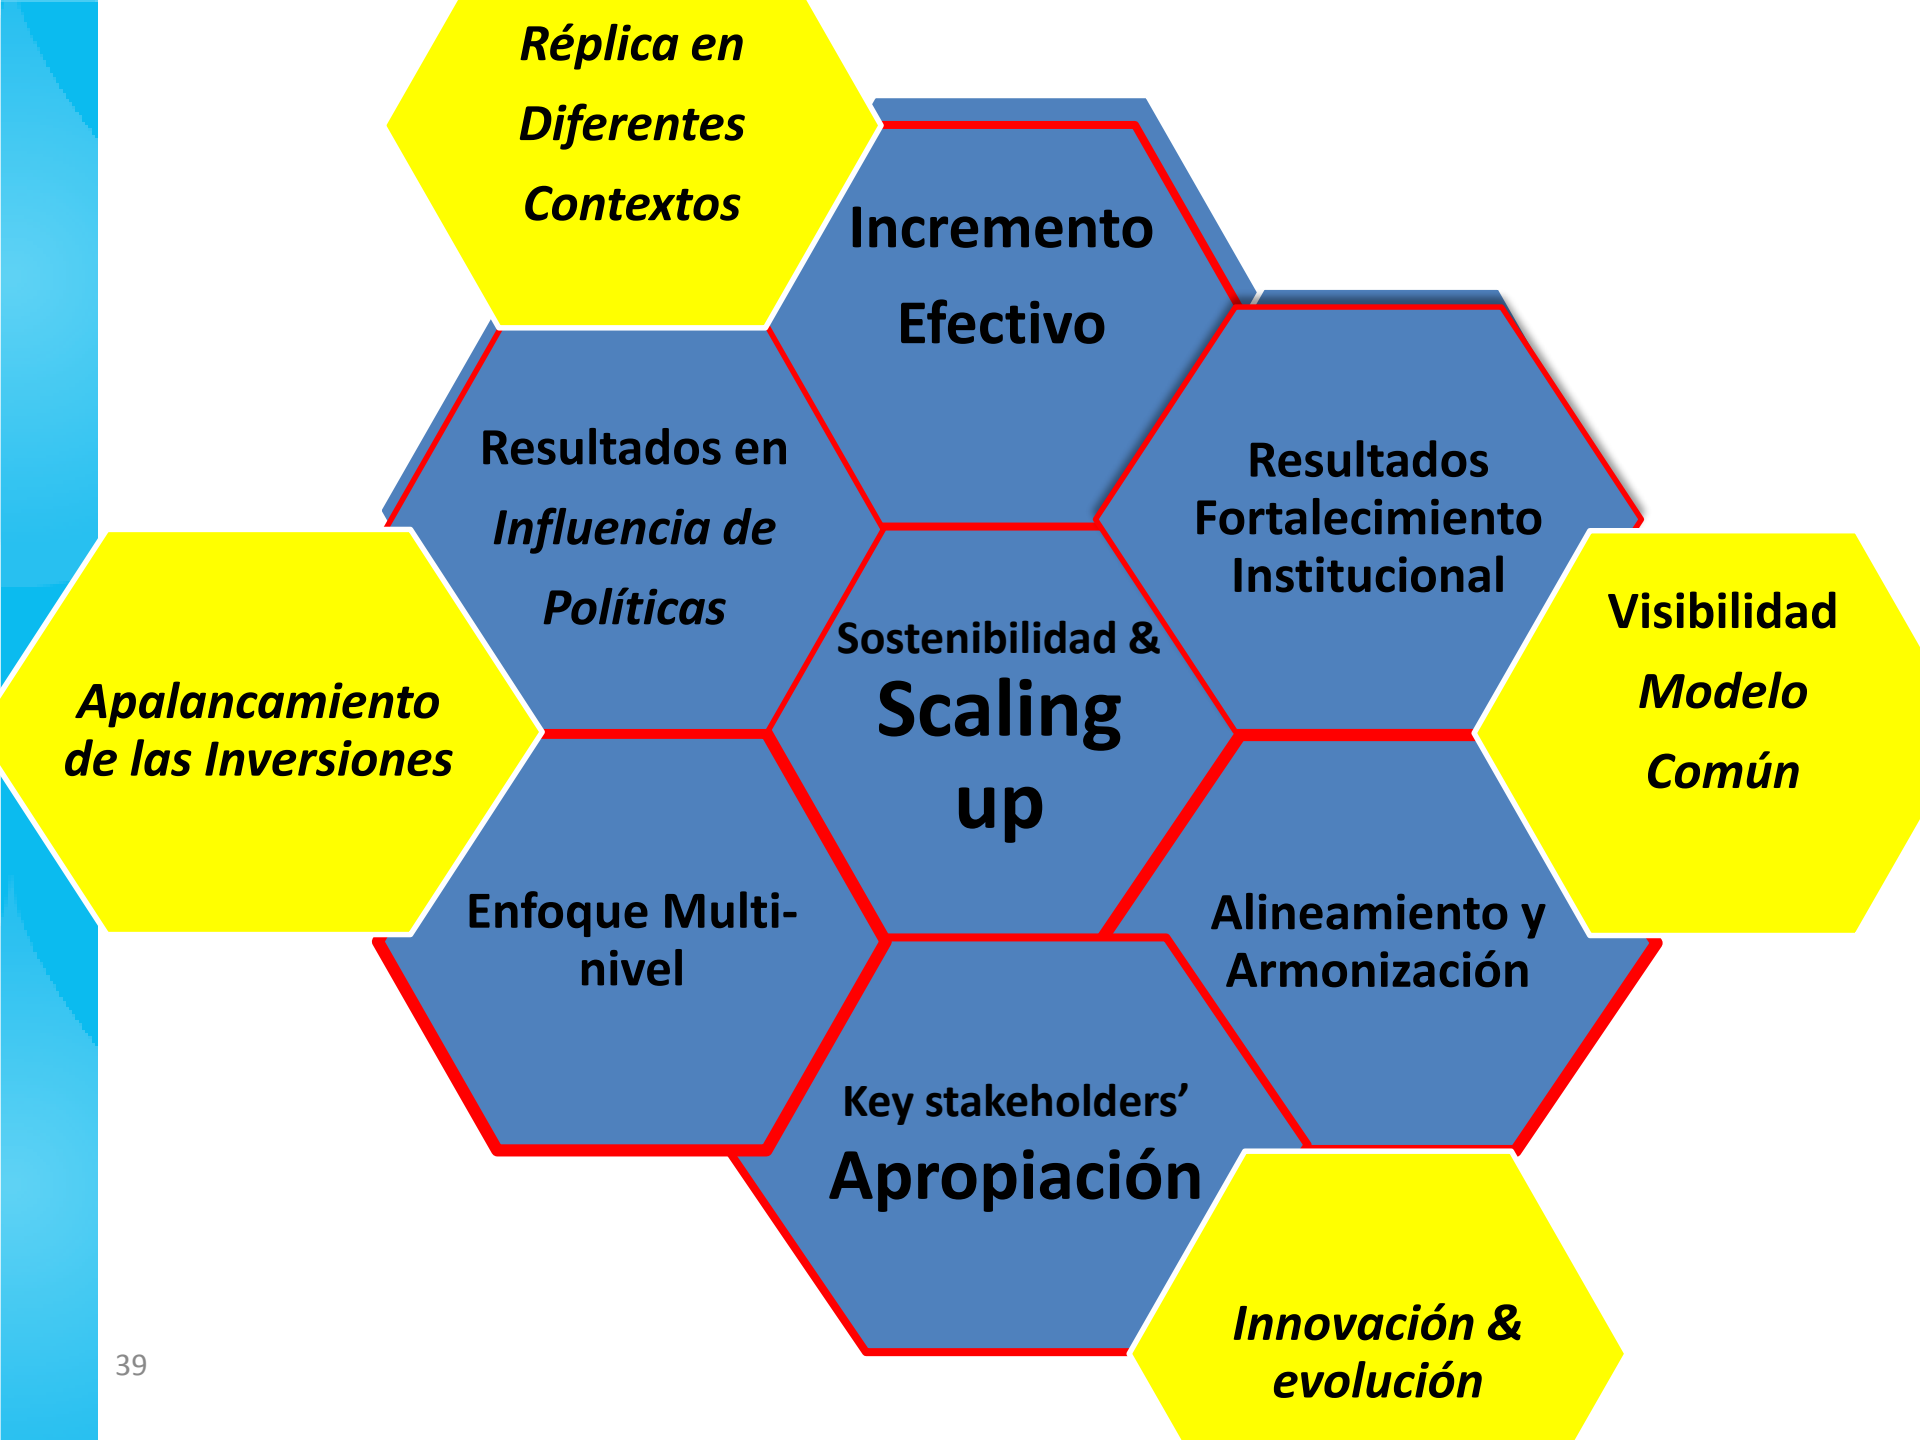 Réplica en
Diferentes
Contextos
Incremento
Efectivo
Resultados en
Influencia de
Políticas
Resultados
Fortalecimiento
Institucional
Sostenibilidad &
Scaling
up
Visibilidad
Modelo
Común
Apalancamiento
de las Inversiones
Enfoque Multi-
nivel
Alineamiento y
Armonización
Key stakeholders’
Apropiación
Innovación &
evolución
39